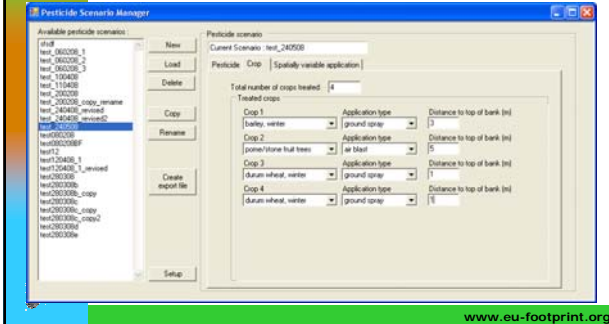 Pesticide Scenario Manager
Available pesticide scenarios :
sfsdf
test_060208_1
test_060208_2
test_060208_3
test_100408
test_110408
test_200208
test_200208_copy_rename
test_240408_reviced
test_240408_reviced2
test_240508
test080208
test080208BF
test12
test120408_1
test120408_1_reviced
test280308
test280308b
test280308b_copy
test280308c
test280308c_copy
test280308c_copy2
test280308d
test280308e
New
Load
Delete
Copy
Rename
Create
export file
Setup
Pesticide scenario
Current Scenario : test_240508
Pesticide Crop Spatially variable application
Total number of crops treated 4
Treated crops
Crop 1 Application type Distance to top of bank (m)
barley, winter ground spray 3
Crop 2 Application type Distance to top of bank (m)
pome/stone fruit trees air blast 5
Crop 3 Application type Distance to top of bank (m)
durum wheat, winter ground spray 1
Crop 4 Application type Distance to top of bank (m)
durum wheat, winter ground spray 1
www.eu-footprint.org